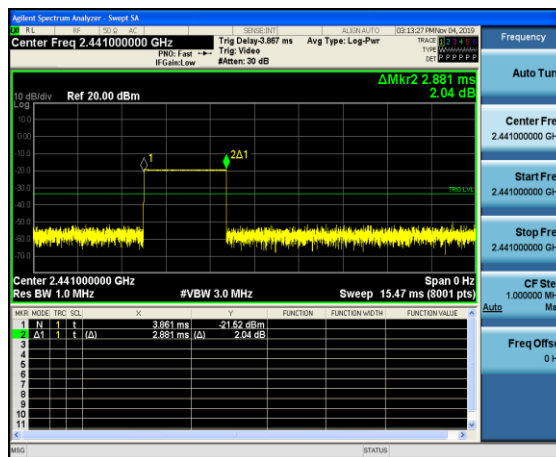 Agilent Spectrum Analyzer - Swept SA
RL RF 50 Ω AC SENSE:INT ALIGN AUTO 03:13:27 PM Nov 04, 2019
Center Freq 2.441000000 GHz
Trig Delay-3.867 ms Avg Type: Log-Pwr
TRACE 1 2 3 4 5 6
PNO: Fast Trig: Video
TYPE
IFGain:Low #Atten: 30 dB
DET P P P P P P
ΔMkr2 2.881 ms
2.04 dB
10 dB/div Ref 20.00 dBm
Log
10.0
0.00
-10.0
-20.0
-30.0
-40.0
-50.0
-60.0
-70.0
1
2Δ1
TRIG LVL
Center 2.441000000 GHz Span 0 Hz
Res BW 1.0 MHz #VBW 3.0 MHz Sweep 15.47 ms (8001 pts)
MKR MODE TRC SCL X Y FUNCTION FUNCTION WIDTH FUNCTION VALUE
1 N 1 t 3.861 ms -21.52 dBm
2 Δ1 1 t (Δ) 2.881 ms (Δ) 2.04 dB
3
4
5
6
7
8
9
10
11
MSG STATUS
Frequency
Auto Tun
Center Fre
2.441000000 GH
Start Fre
2.441000000 GH
Stop Fre
2.441000000 GH
CF Ste
1.000000 MH
Auto Ma
Freq Offse
0 H